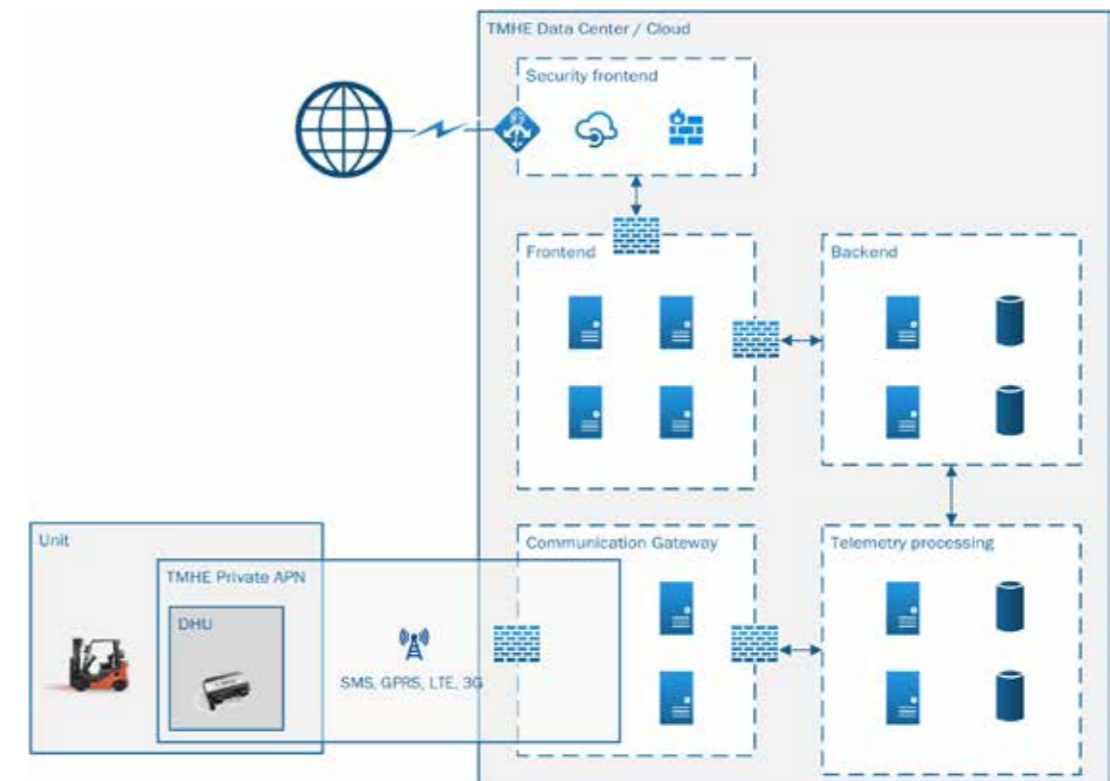 TMHE Data Center / Cloud
Security frontend
Frontend
Backend
Unit
TMHE Private APN
DHU
SMS, GPRS, LTE, 3G
Communication Gateway
Telemetry processing